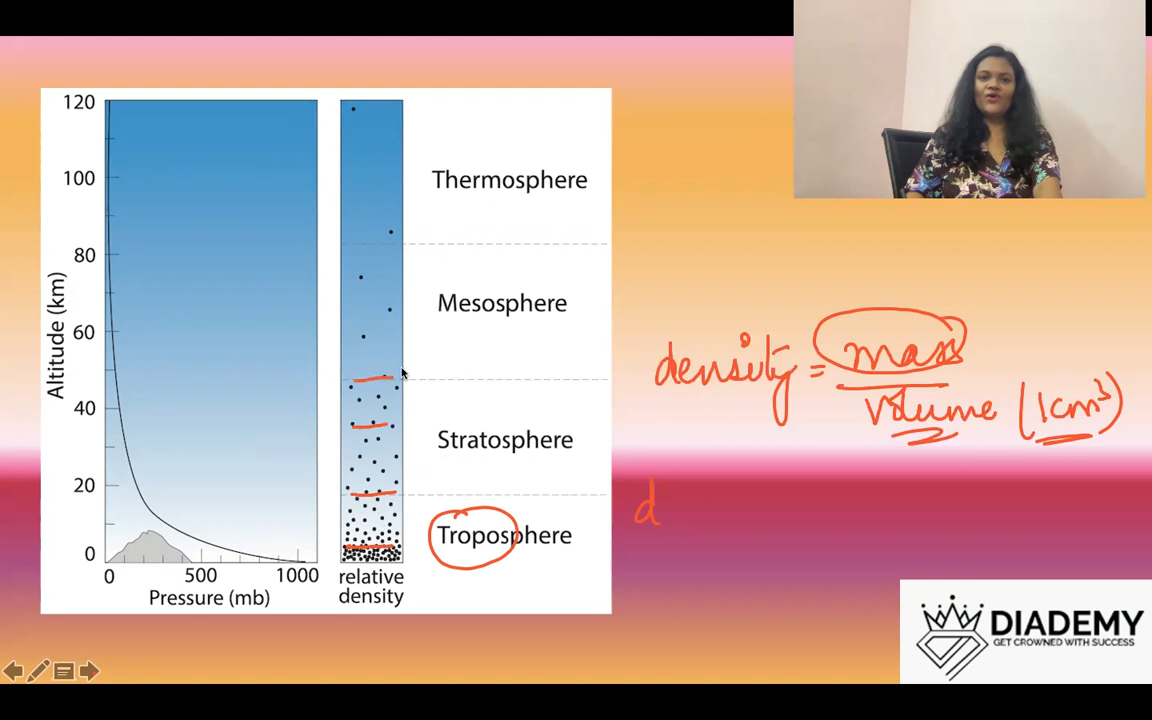 120
100
80
60
40
20
0
Altitude (km)
0 500 1000
Pressure (mb)
relative
density
Thermosphere
Mesosphere
Stratosphere
Troposphere
density = mass
volume (1cm³)
d
DIADEMY
GET CROWNED WITH SUCCESS